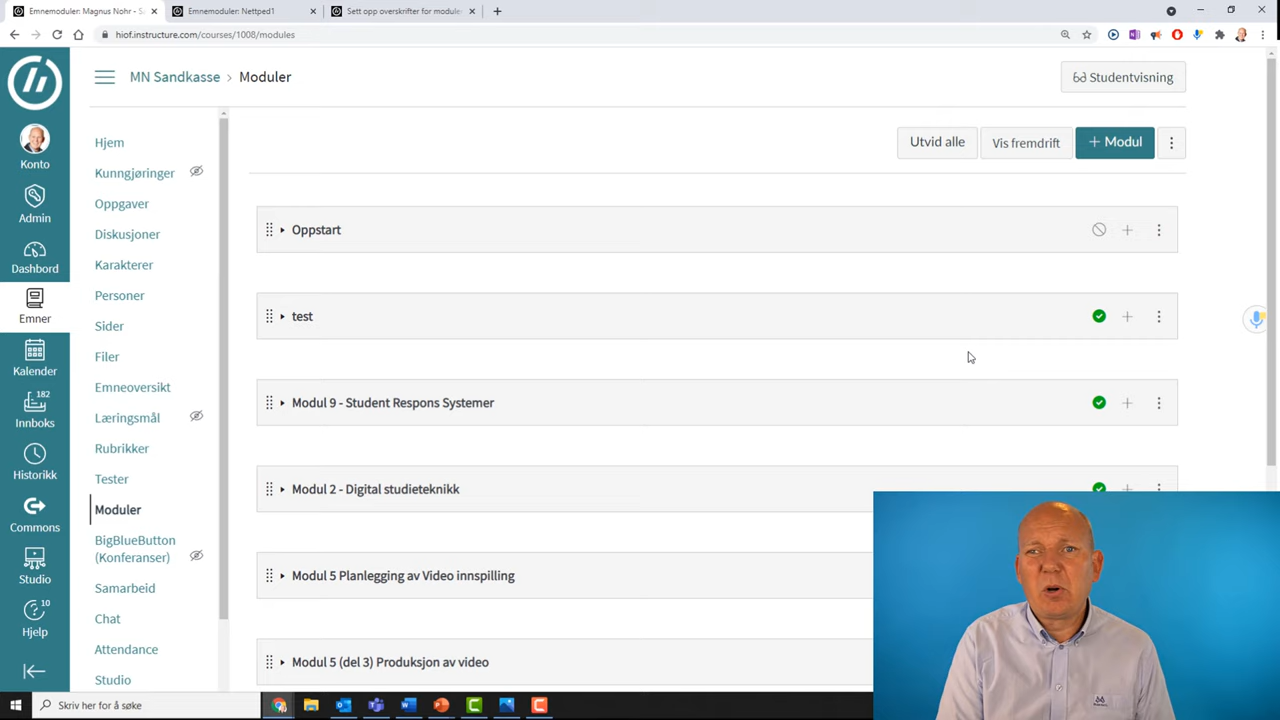 Emnemoduler: Magnus Nohr - S
Emnemoduler: Nettped1
Sett opp overskrifter for module
hiof.instructure.com/courses/1008/modules
MN Sandkasse › Moduler
Studentvisning
Utvid alle
Vis fremdrift
+ Modul
Konto
Admin
Dashbord
Emner
Kalender
182
Innboks
Historikk
Commons
Studio
10
Hjelp
Hjem
Kunngjøringer
Oppgaver
Diskusjoner
Karakterer
Personer
Sider
Filer
Emneoversikt
Læringsmål
Rubrikker
Tester
Moduler
BigBlueButton
(Konferanser)
Samarbeid
Chat
Attendance
Studio
Oppstart
test
Modul 9 - Student Respons Systemer
Modul 2 - Digital studieteknikk
Modul 5 Planlegging av Video innspilling
Modul 5 (del 3) Produksjon av video
Skriv her for å søke